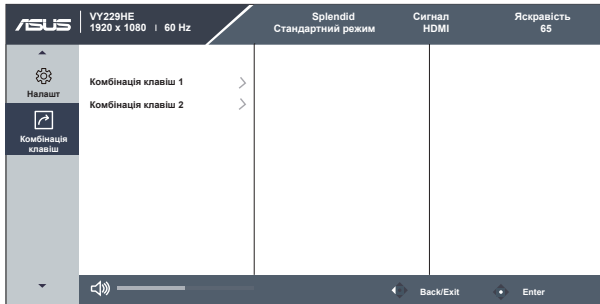 ASUS
VY229HE
1920 x 1080 | 60 Hz
Splendid
Стандартний режим
Сигнал
HDMI
Яскравість
65
Налашт
Комбінація
клавіш
Комбінація клавіш 1
Комбінація клавіш 2
Back/Exit
Enter